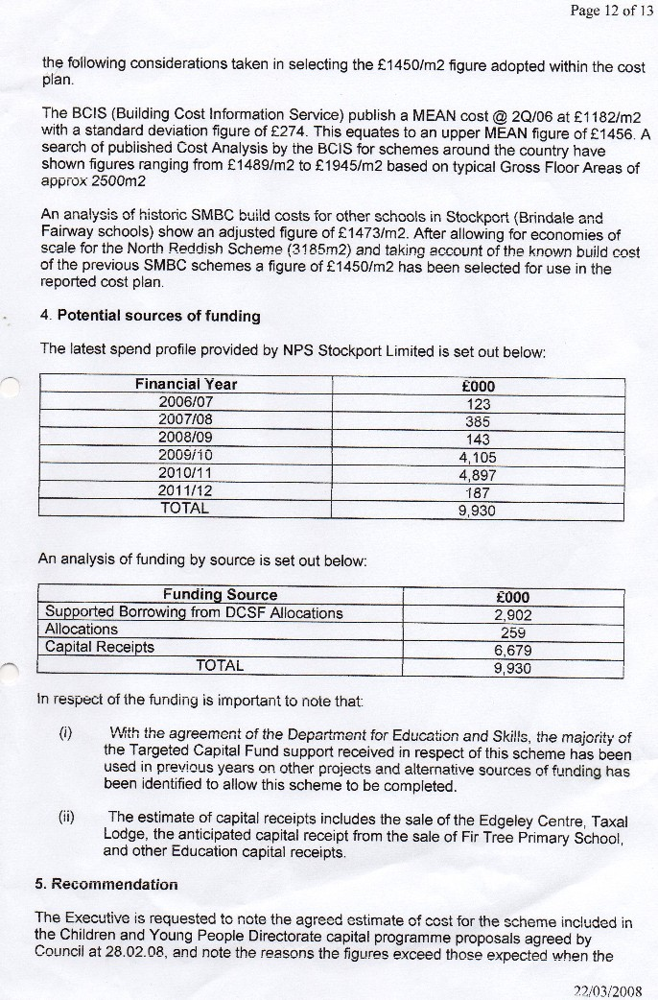 Page 12 of 13
the following considerations taken in selecting the £1450/m2 figure adopted within the cost
plan.
The BCIS (Building Cost Information Service) publish a MEAN cost @ 2Q/06 at £1182/m2
with a standard deviation figure of £274. This equates to an upper MEAN figure of £1456. A
search of published Cost Analysis by the BCIS for schemes around the country have
shown figures ranging from £1489/m2 to £1945/m2 based on typical Gross Floor Areas of
approx 2500m2
An analysis of historic SMBC build costs for other schools in Stockport (Brindale and
Fairway schools) show an adjusted figure of £1473/m2. After allowing for economies of
scale for the North Reddish Scheme (3185m2) and taking account of the known build cost
of the previous SMBC schemes a figure of £1450/m2 has been selected for use in the
reported cost plan.
4. Potential sources of funding
The latest spend profile provided by NPS Stockport Limited is set out below:
Financial Year £000
2006/07 123
2007/08 385
2008/09 143
2009/10 4,105
2010/11 4,897
2011/12 187
TOTAL 9,930
An analysis of funding by source is set out below:
Funding Source £000
Supported Borrowing from DCSF Allocations 2,902
Allocations 259
Capital Receipts 6,679
TOTAL 9,930
In respect of the funding is important to note that:
(i) With the agreement of the Department for Education and Skills, the majority of
the Targeted Capital Fund support received in respect of this scheme has been
used in previous years on other projects and alternative sources of funding has
been identified to allow this scheme to be completed.
(ii) The estimate of capital receipts includes the sale of the Edgeley Centre, Taxal
Lodge, the anticipated capital receipt from the sale of Fir Tree Primary School,
and other Education capital receipts.
5. Recommendation
The Executive is requested to note the agreed estimate of cost for the scheme included in
the Children and Young People Directorate capital programme proposals agreed by
Council at 28.02.08, and note the reasons the figures exceed those expected when the
22/03/2008